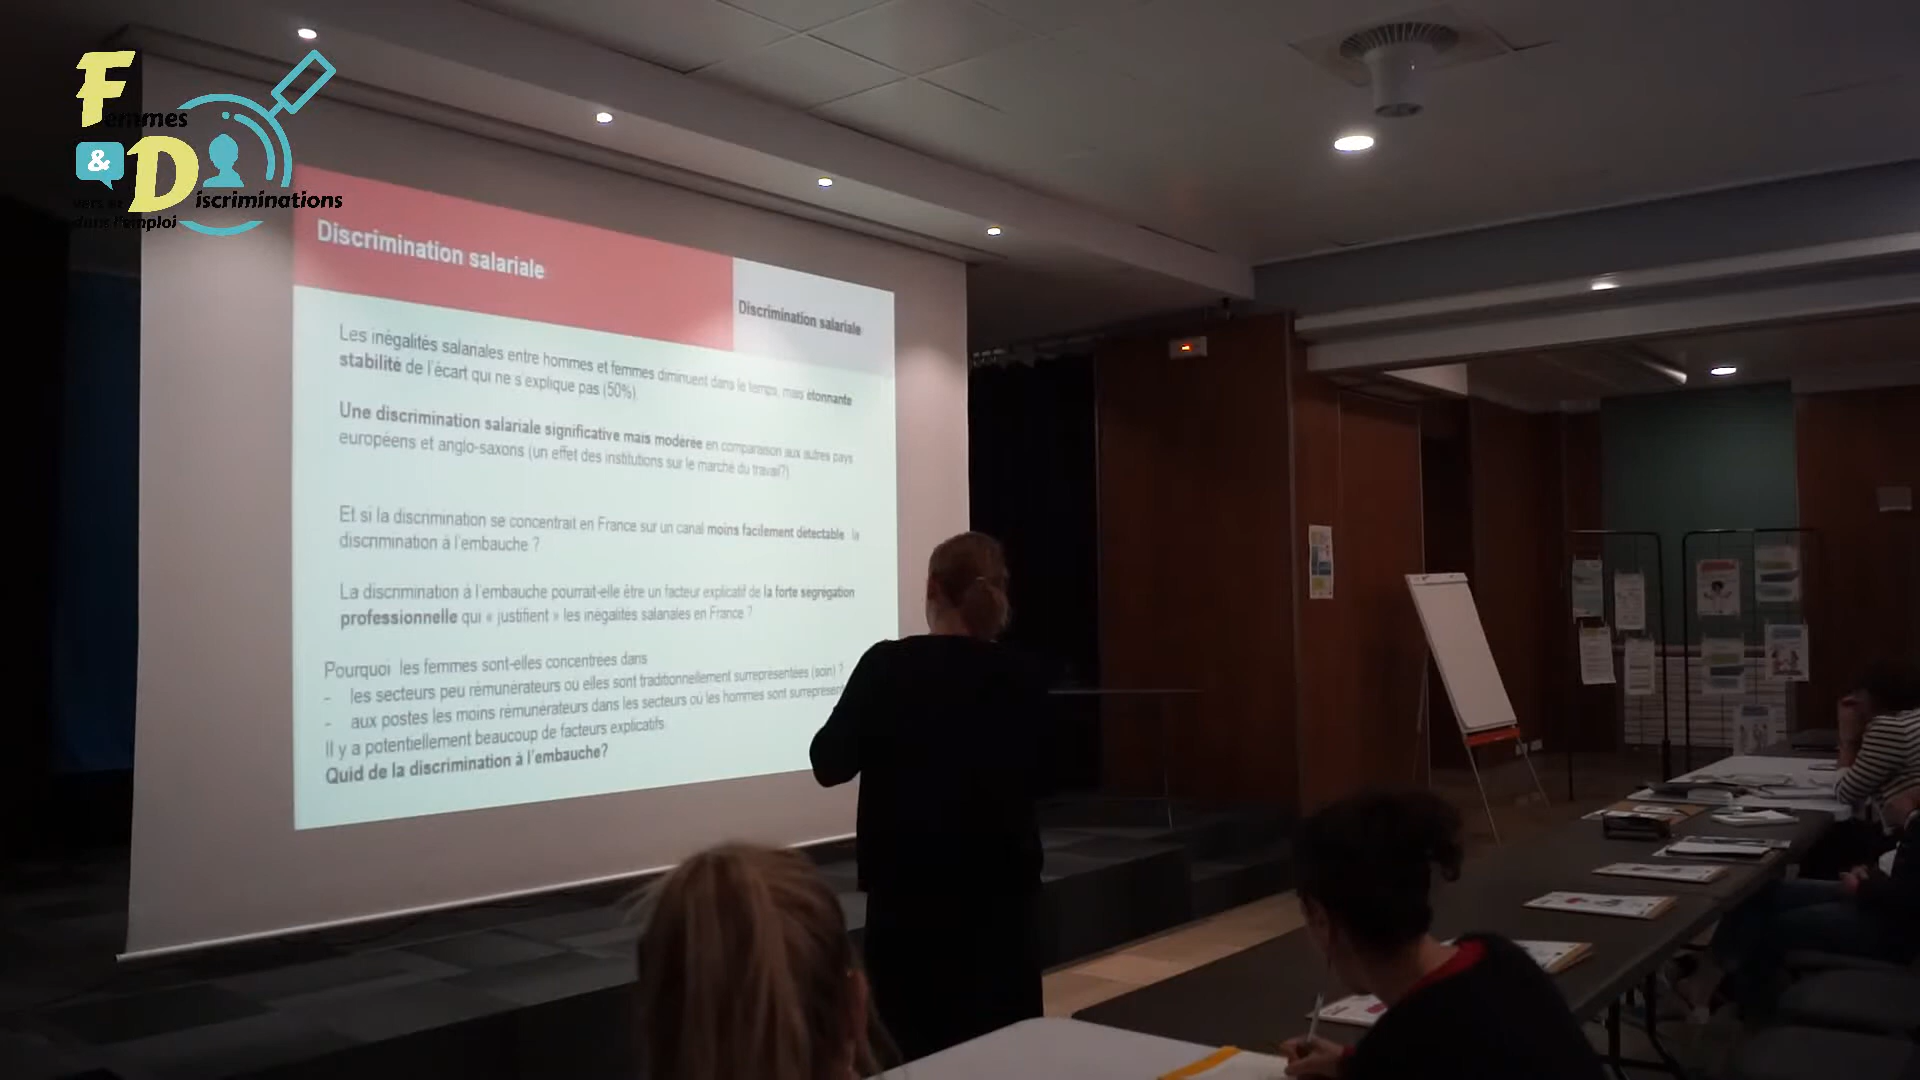 Femmes
&
Discriminations
vers et
dans l'emploi
Discrimination salariale
Discrimination salariale
Les inégalités salariales entre hommes et femmes diminuent dans le temps, mais étonnante
stabilité de l'écart qui ne s'explique pas (50%).
Une discrimination salariale significative mais modérée en comparaison aux autres pays
européens et anglo-saxons (un effet des institutions sur le marché du travail?).
Et si la discrimination se concentrait en France sur un canal moins facilement détectable : la
discrimination à l'embauche ?
La discrimination à l'embauche pourrait-elle être un facteur explicatif de la forte ségrégation
professionnelle qui « justifient » les inégalités salariales en France ?
Pourquoi les femmes sont-elles concentrées dans
- les secteurs peu rémunérateurs où elles sont traditionnellement surreprésentées (soin) ?
- aux postes les moins rémunérateurs dans les secteurs où les hommes sont
Il y a potentiellement beaucoup de facteurs explicatifs
Quid de la discrimination à l'embauche?